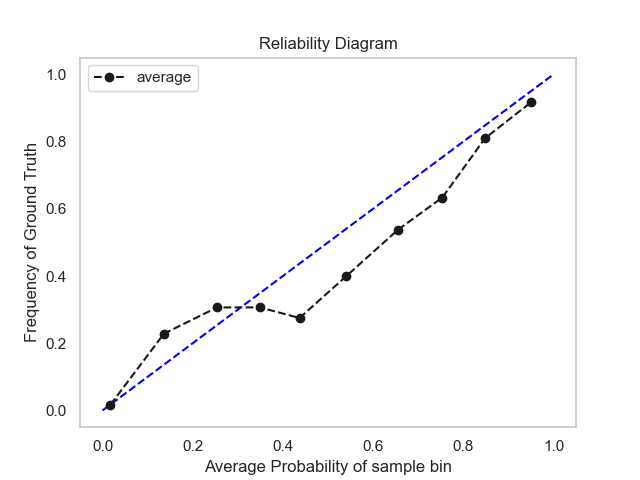 Reliability Diagram
average
Frequency of Ground Truth
1.0
0.8
0.6
0.4
0.2
0.0
0.0 0.2 0.4 0.6 0.8 1.0
Average Probability of sample bin